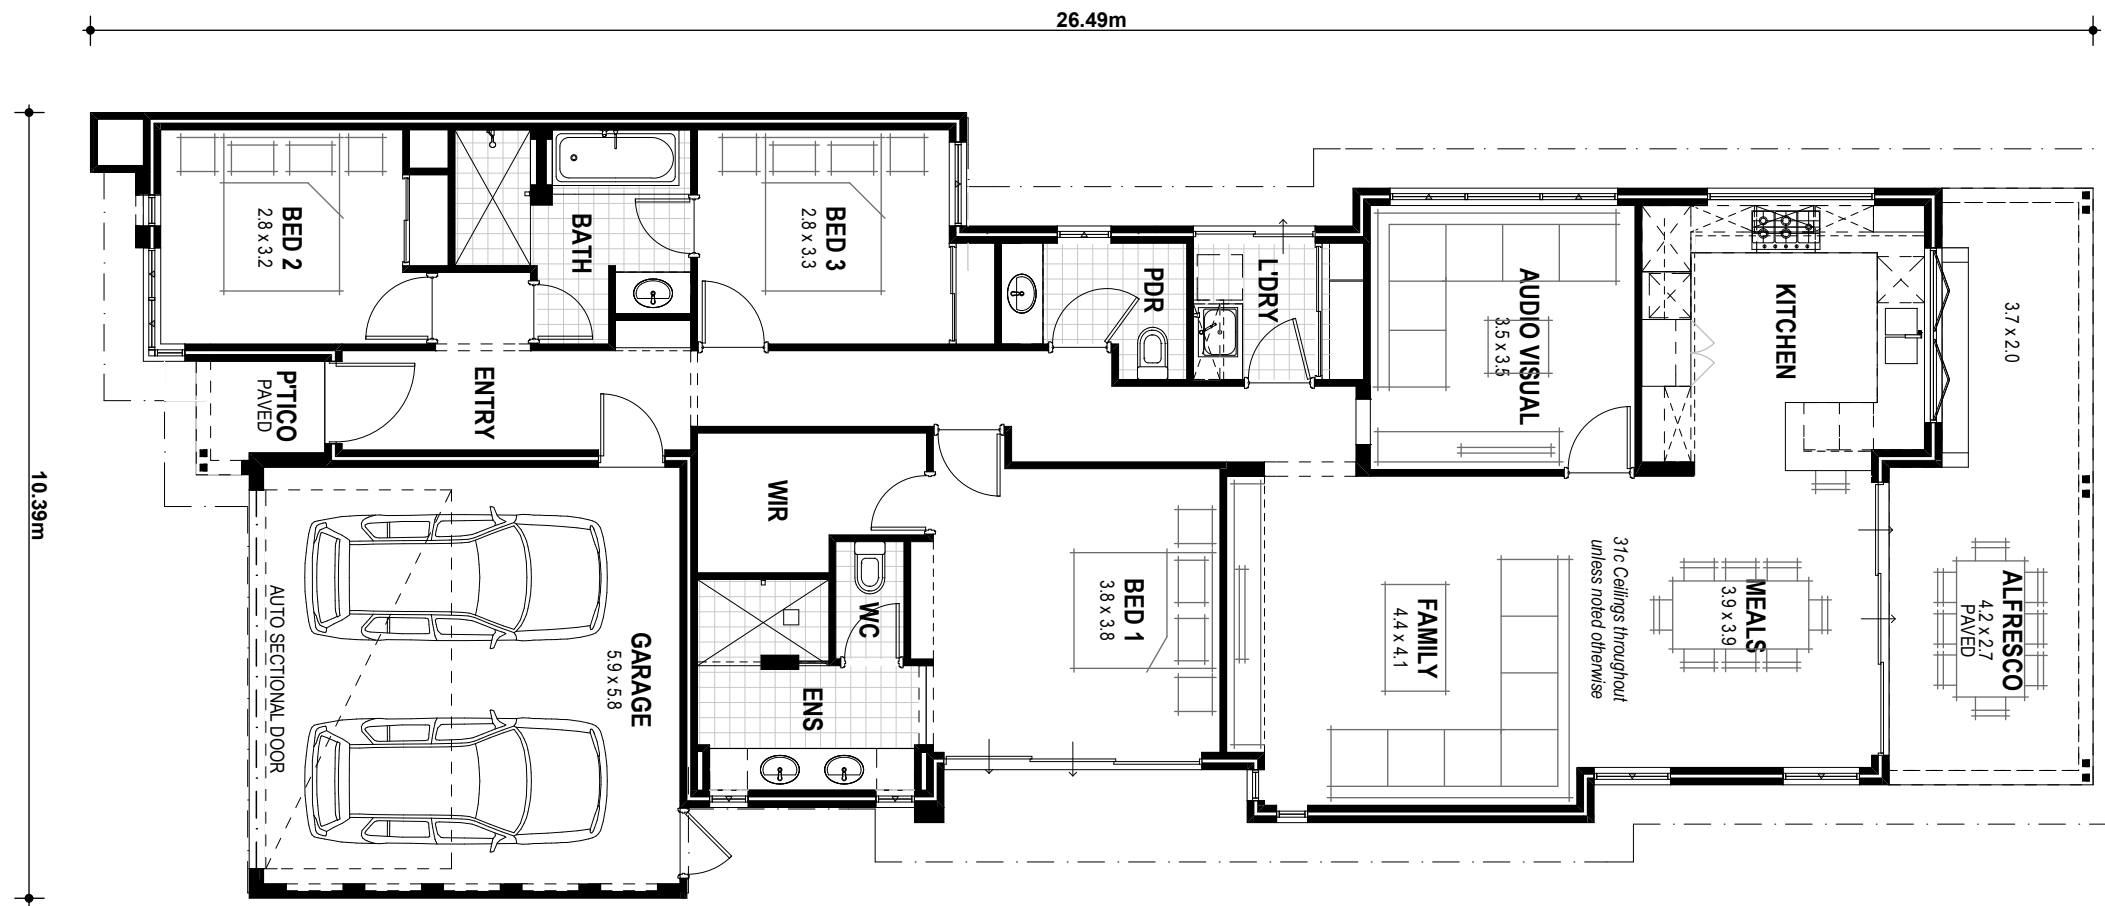 26.49m
10.39m
BED 2
2.8 x 3.2
BATH
BED 3
2.8 x 3.3
PDR
L'DRY
AUDIO VISUAL
3.5 x 3.5
KITCHEN
3.7 x 2.0
P'TICO
PAVED
ENTRY
WIR
WC
ENS
BED 1
3.8 x 3.8
GARAGE
5.9 x 5.8
AUTO SECTIONAL DOOR
FAMILY
4.4 x 4.1
31c Ceilings throughout
unless noted otherwise
MEALS
3.9 x 3.9
ALFRESCO
4.2 x 2.7
PAVED